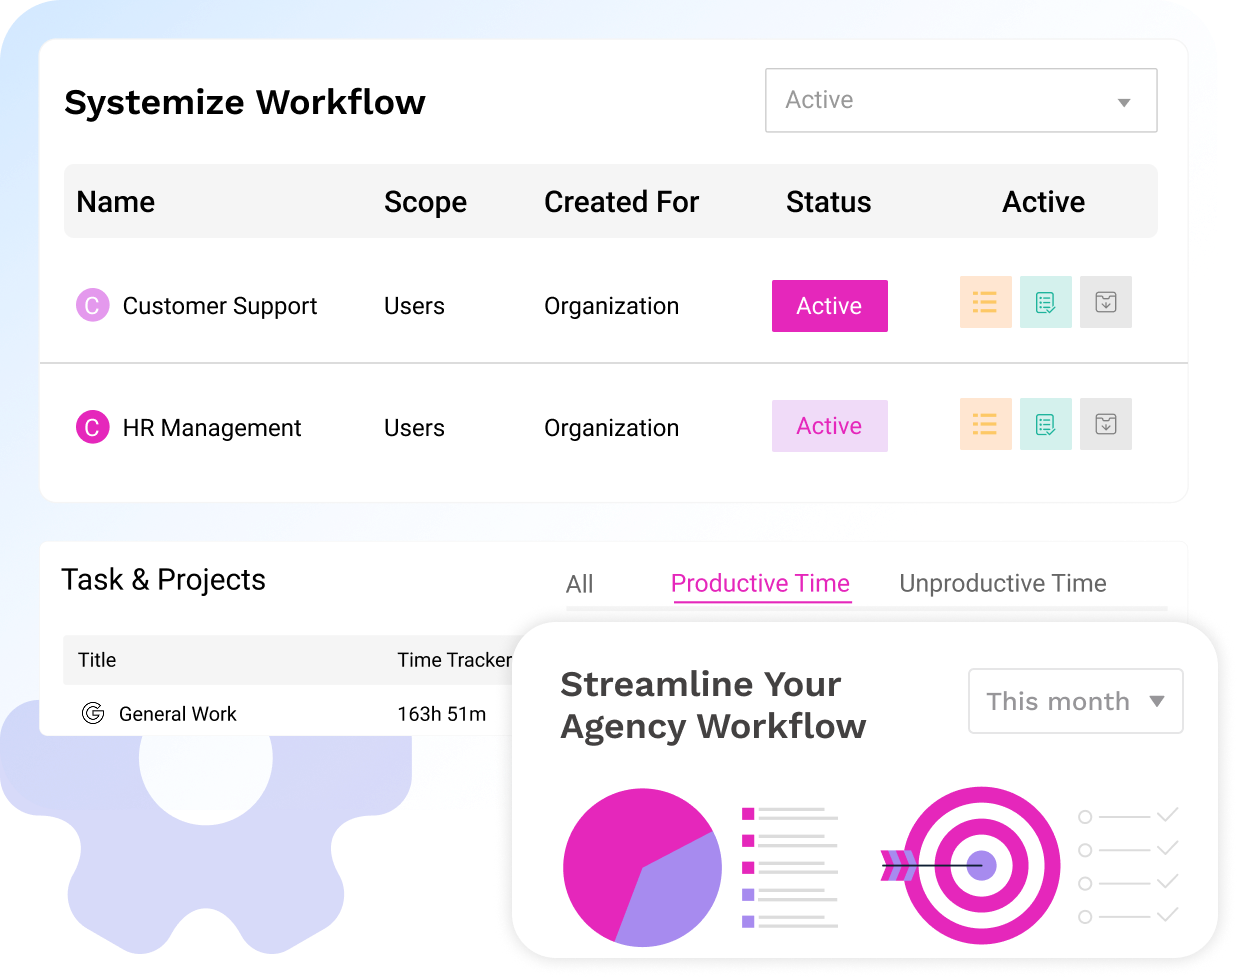 Systemize Workflow
Active
Name Scope Created For Status Active
C Customer Support Users Organization Active
C HR Management Users Organization Active
Task & Projects
All Productive Time Unproductive Time
Title Time Tracker
G General Work 163h 51m
Streamline Your
Agency Workflow
This month